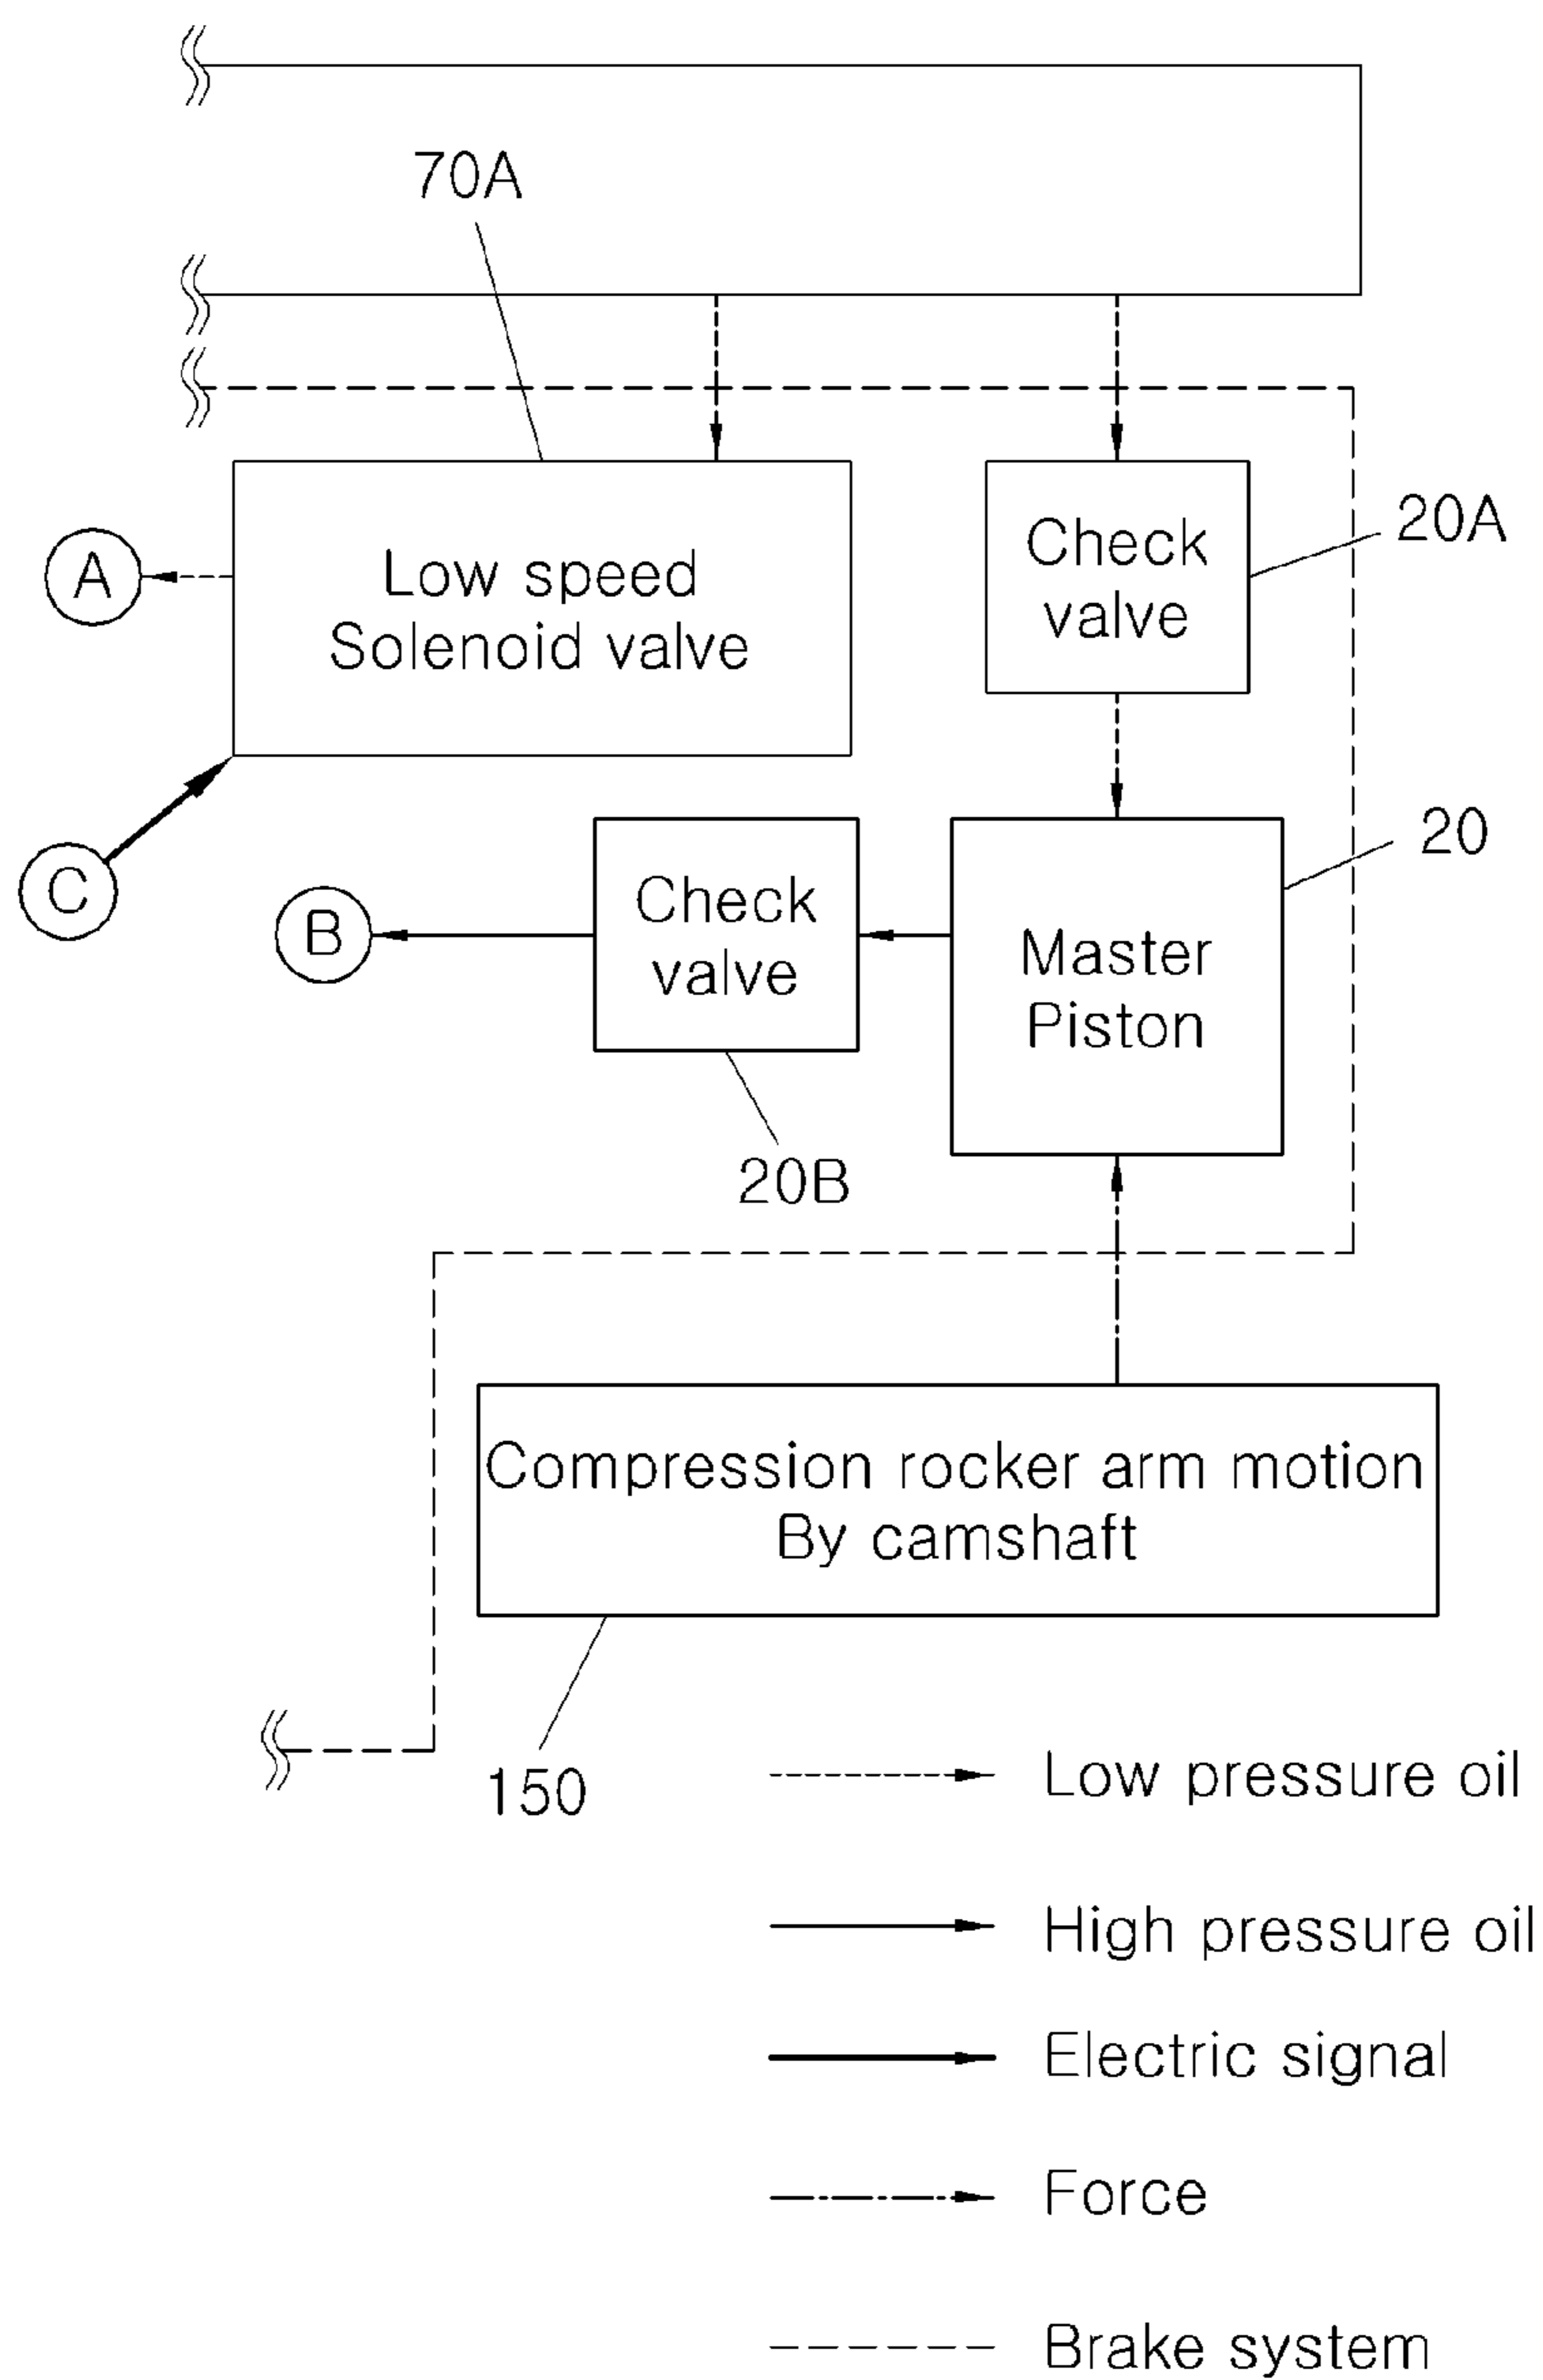 70A
Low speed
Solenoid valve
Check
valve
20A
A
C
B
Check
valve
Master
Piston
20
20B
Compression rocker arm motion
By camshaft
150
Low pressure oil
High pressure oil
Electric signal
Force
Brake system